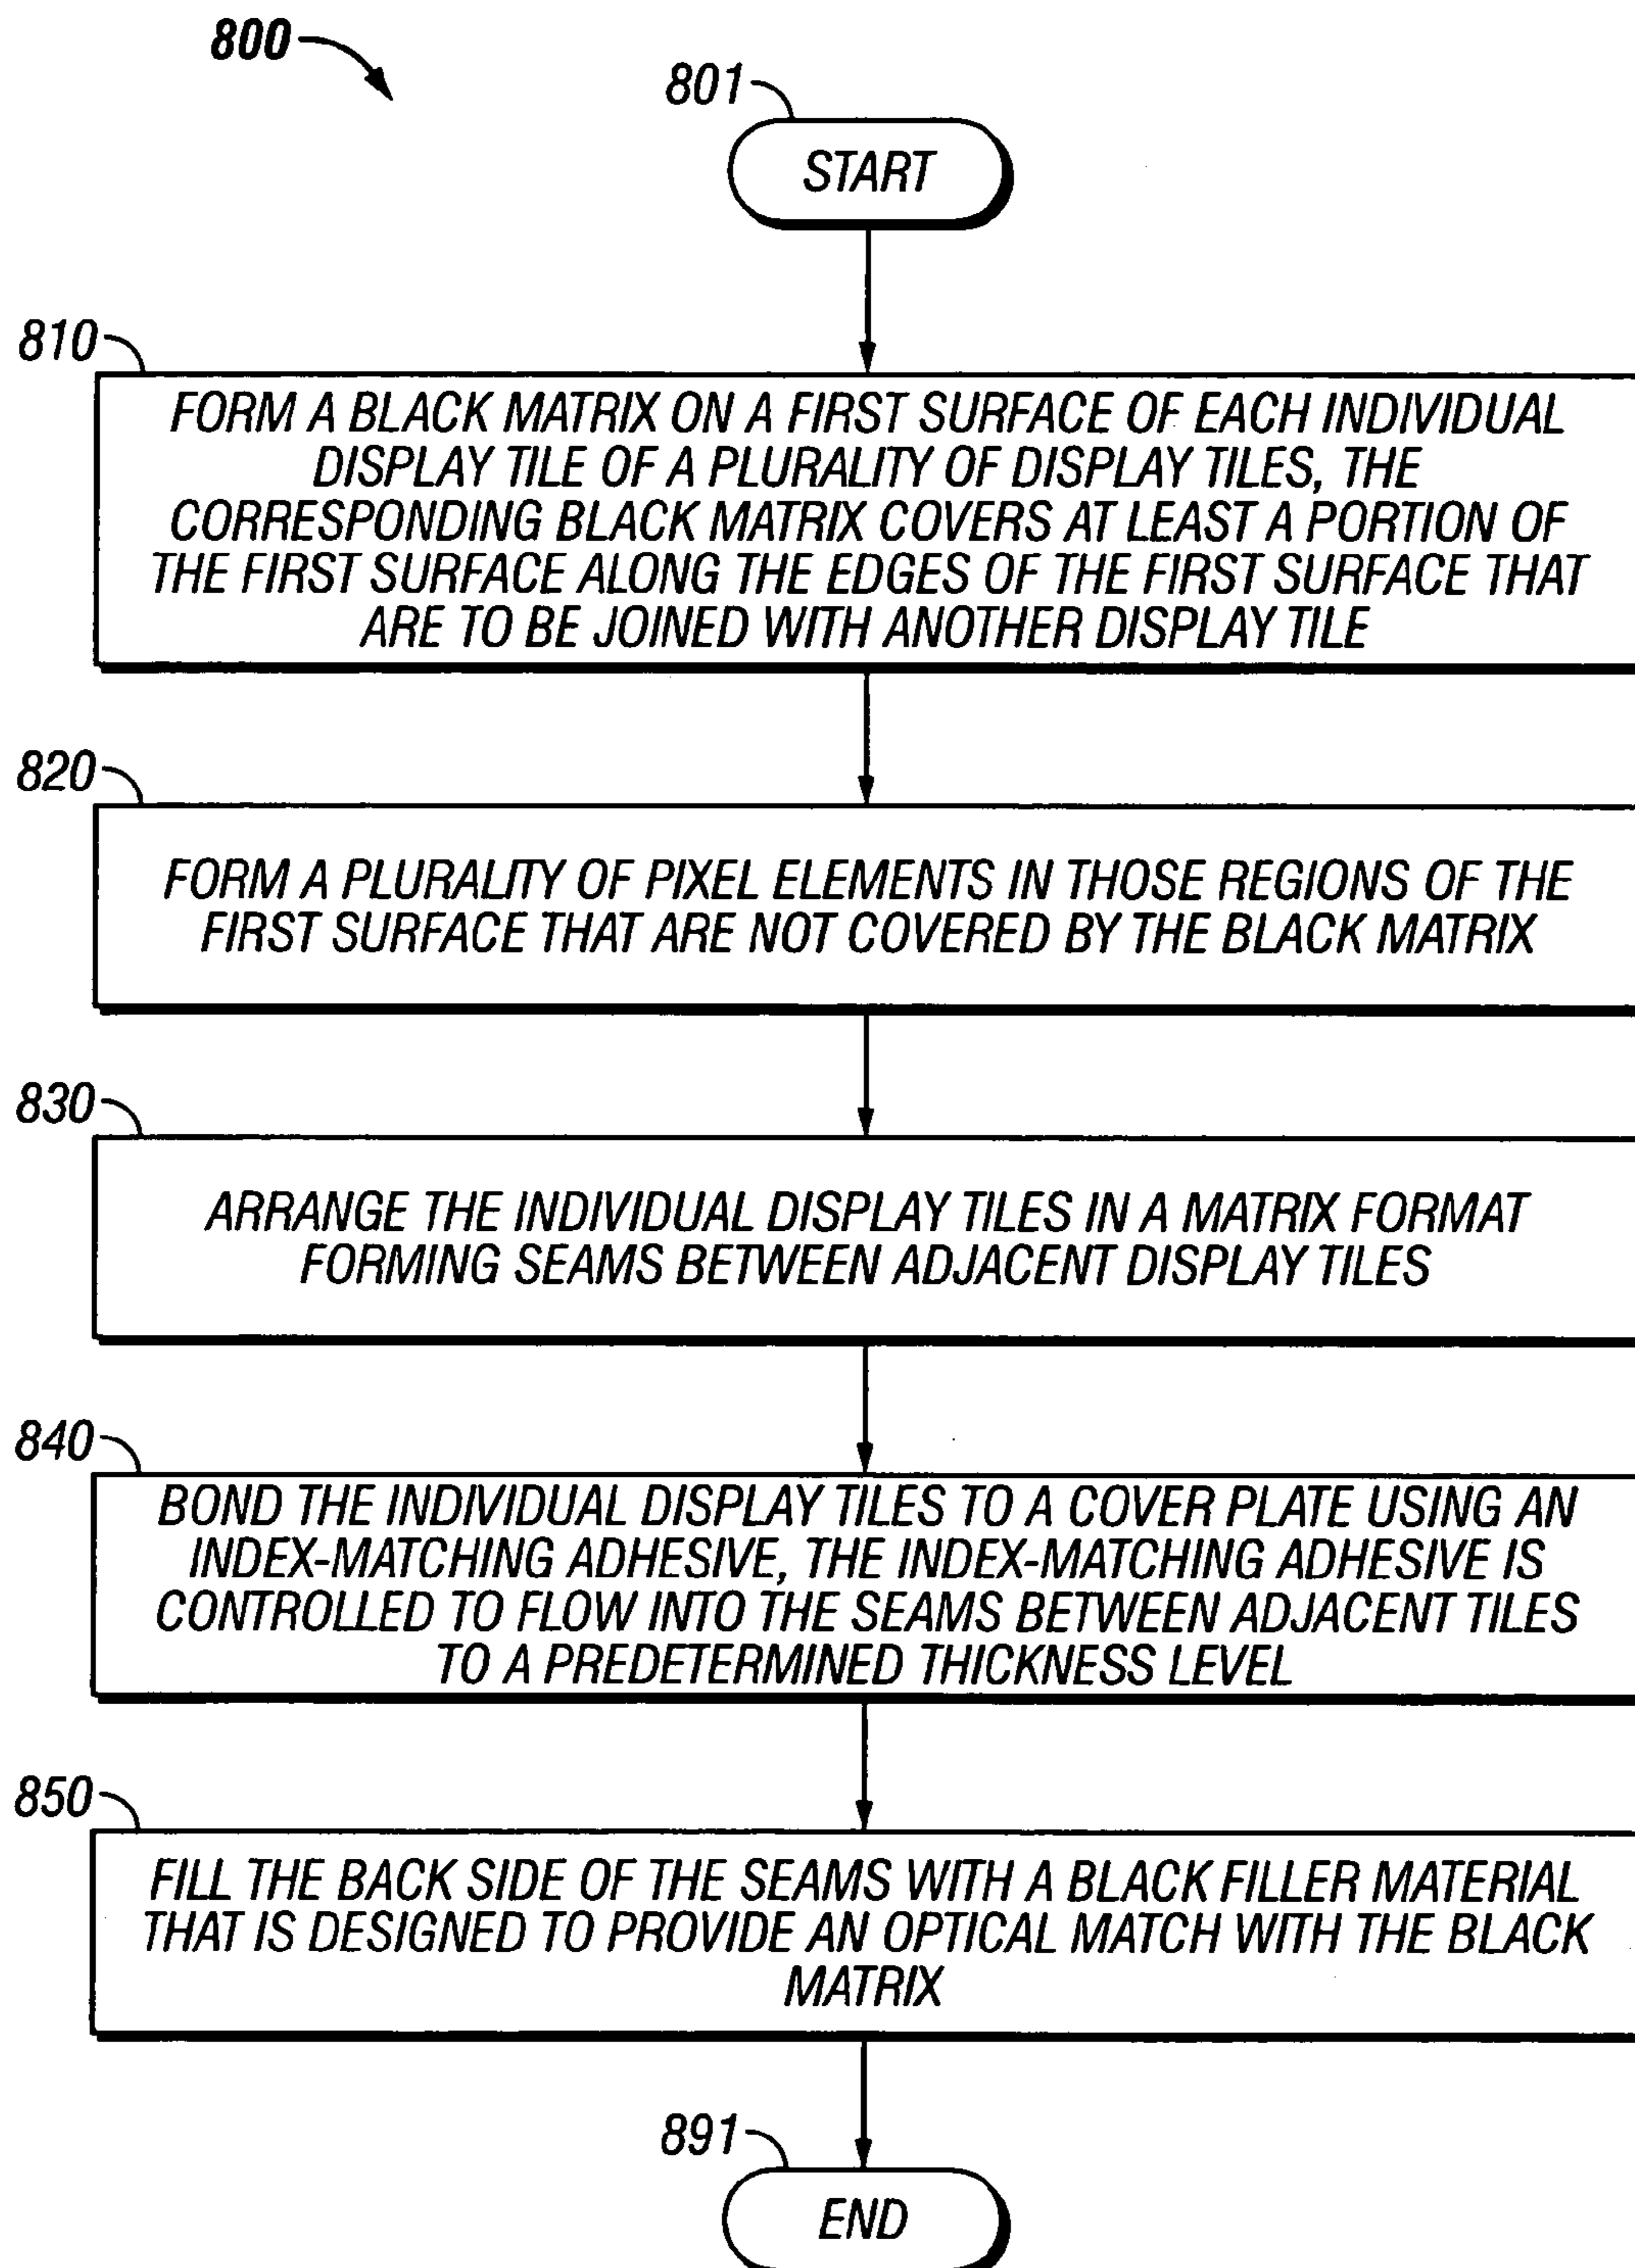 800
801
START
810
FORM A BLACK MATRIX ON A FIRST SURFACE OF EACH INDIVIDUAL
DISPLAY TILE OF A PLURALITY OF DISPLAY TILES, THE
CORRESPONDING BLACK MATRIX COVERS AT LEAST A PORTION OF
THE FIRST SURFACE ALONG THE EDGES OF THE FIRST SURFACE THAT
ARE TO BE JOINED WITH ANOTHER DISPLAY TILE
820
FORM A PLURALITY OF PIXEL ELEMENTS IN THOSE REGIONS OF THE
FIRST SURFACE THAT ARE NOT COVERED BY THE BLACK MATRIX
830
ARRANGE THE INDIVIDUAL DISPLAY TILES IN A MATRIX FORMAT
FORMING SEAMS BETWEEN ADJACENT DISPLAY TILES
840
BOND THE INDIVIDUAL DISPLAY TILES TO A COVER PLATE USING AN
INDEX-MATCHING ADHESIVE, THE INDEX-MATCHING ADHESIVE IS
CONTROLLED TO FLOW INTO THE SEAMS BETWEEN ADJACENT TILES
TO A PREDETERMINED THICKNESS LEVEL
850
FILL THE BACK SIDE OF THE SEAMS WITH A BLACK FILLER MATERIAL
THAT IS DESIGNED TO PROVIDE AN OPTICAL MATCH WITH THE BLACK
MATRIX
891
END